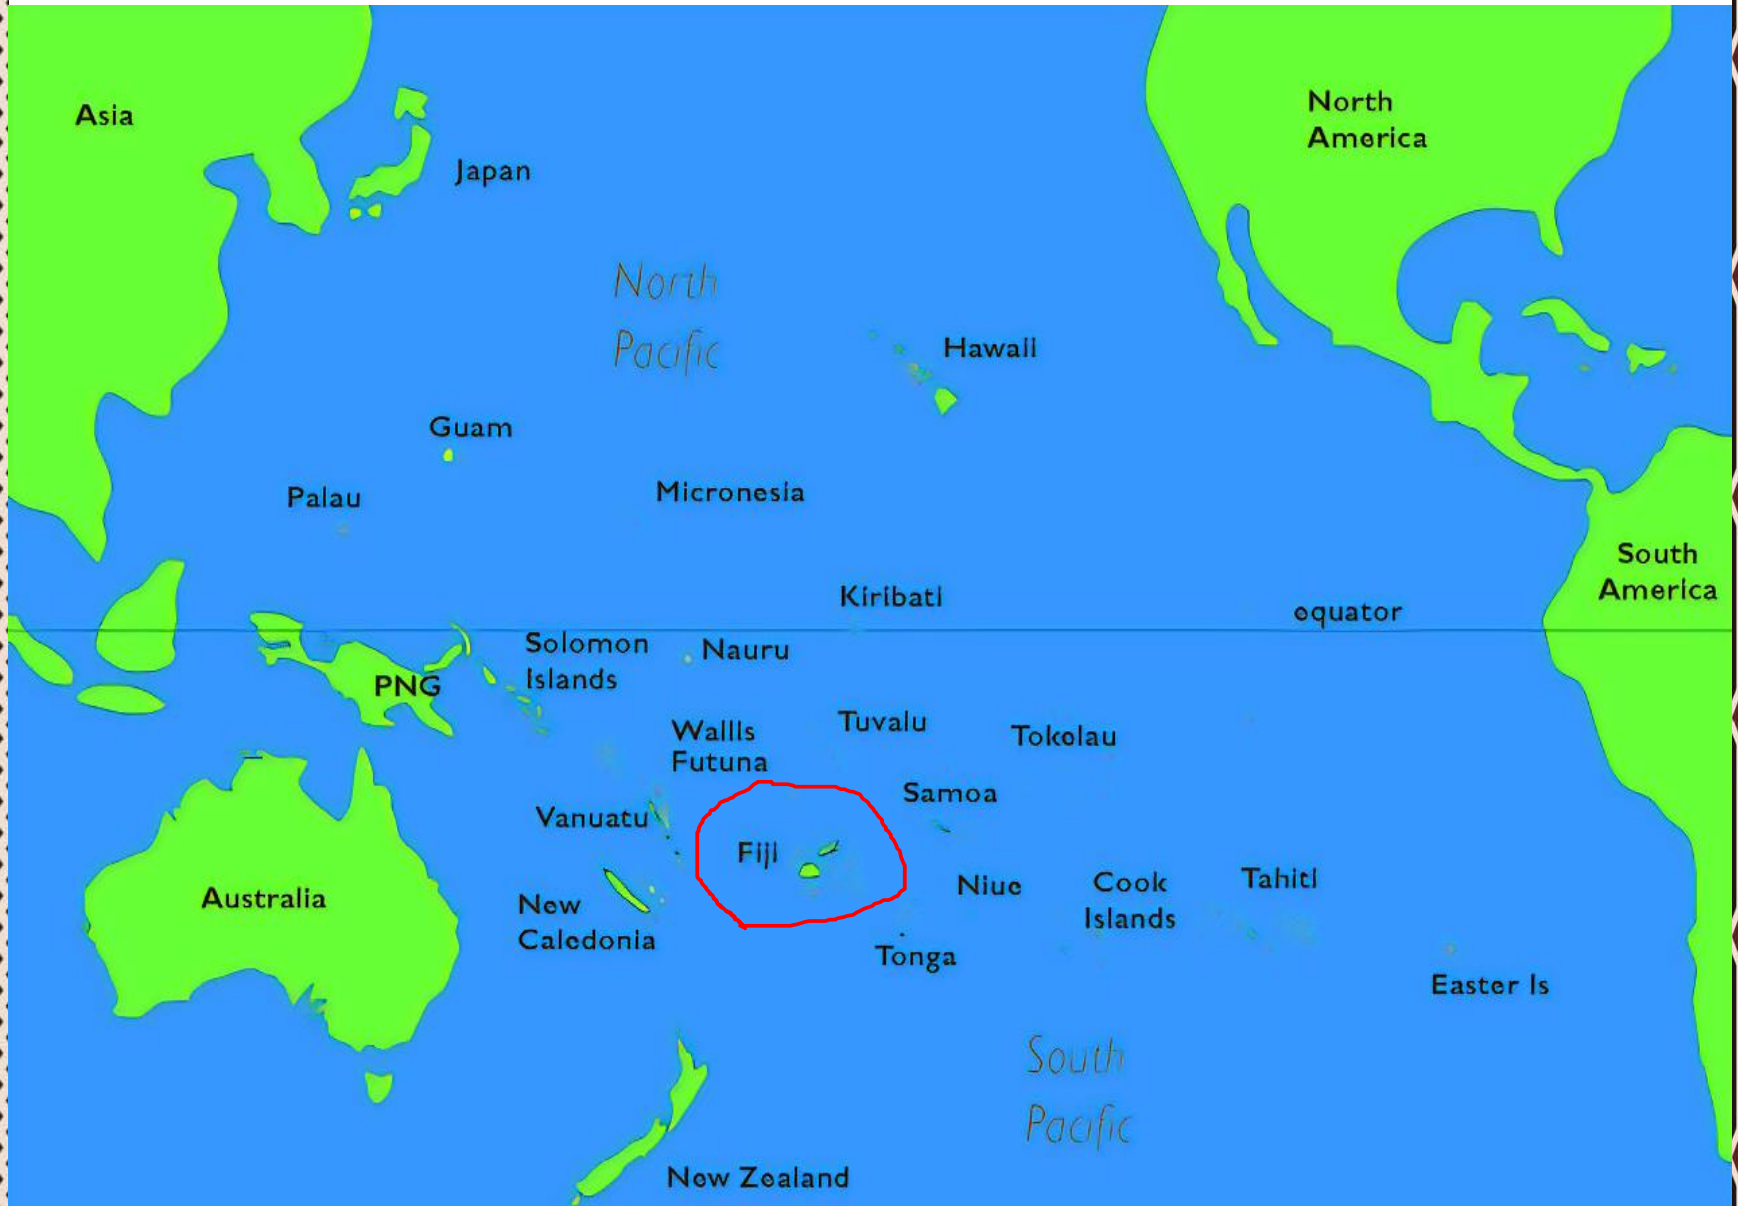 Asia
North
America
Japan
North
Pacific
Hawaii
Guam
Palau
Micronesia
South
America
Kiribati
equator
Solomon
Islands
Nauru
PNG
Wallis
Futuna
Tuvalu
Tokelau
Samoa
Vanuatu
Fiji
Australia
New
Caledonia
Niue
Cook
Islands
Tahiti
Tonga
Easter Is
South
Pacific
New Zealand